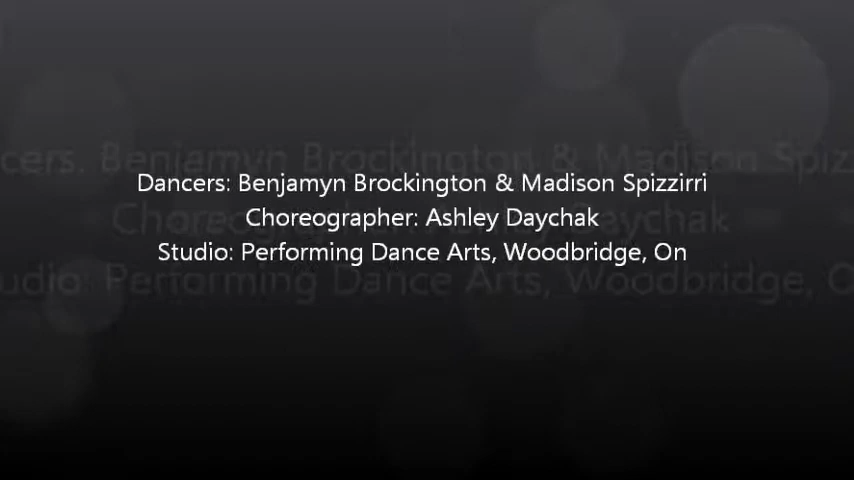 Dancers: Benjamyn Brockington & Madison Spizzirri
Choreographer: Ashley Daychak
Studio: Performing Dance Arts, Woodbridge, On